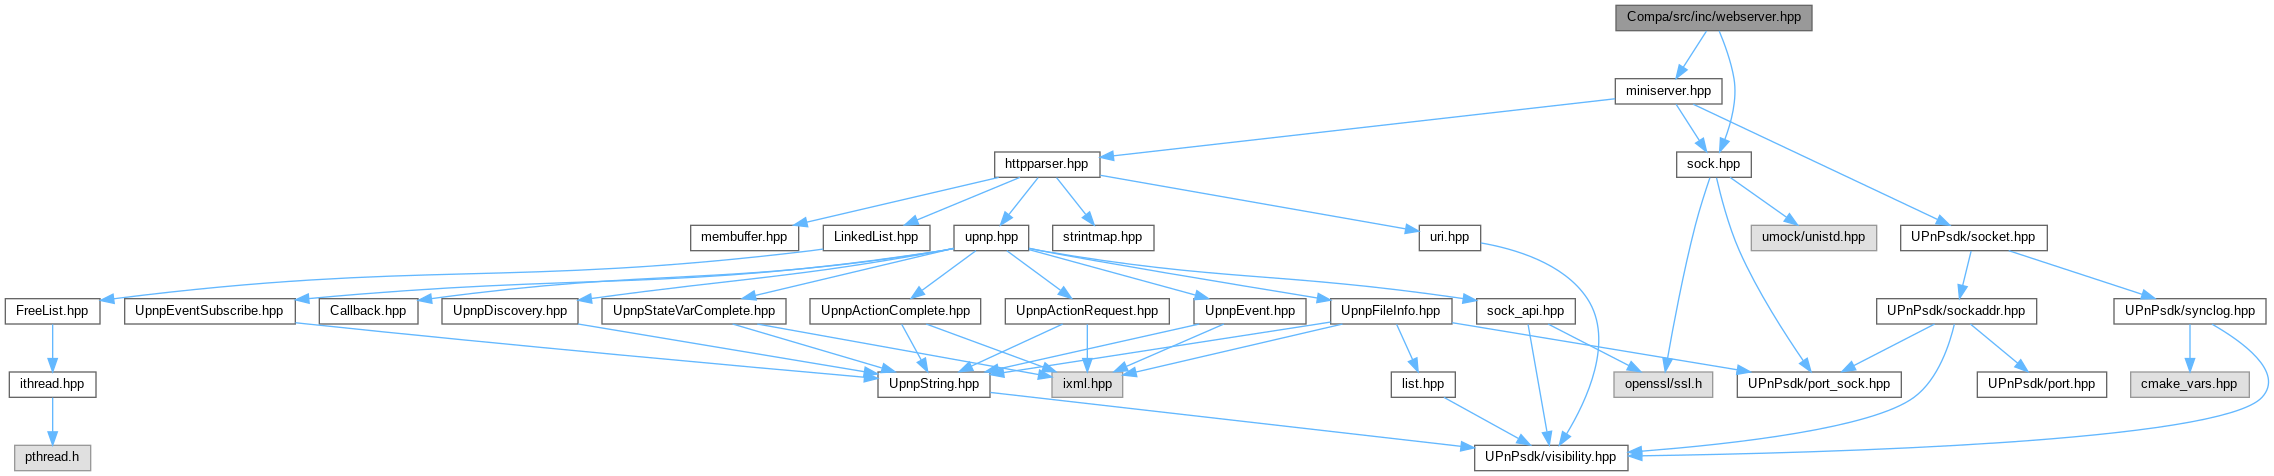 Compa/src/inc/webserver.hpp
miniserver.hpp
httpparser.hpp
sock.hpp
membuffer.hpp
LinkedList.hpp
upnp.hpp
strintmap.hpp
uri.hpp
umock/unistd.hpp
UPnPsdk/socket.hpp
FreeList.hpp
UpnpEventSubscribe.hpp
Callback.hpp
UpnpDiscovery.hpp
UpnpStateVarComplete.hpp
UpnpActionComplete.hpp
UpnpActionRequest.hpp
UpnpEvent.hpp
UpnpFileInfo.hpp
sock_api.hpp
UPnPsdk/sockaddr.hpp
UPnPsdk/synclog.hpp
ithread.hpp
UpnpString.hpp
ixml.hpp
list.hpp
openssl/ssl.h
UPnPsdk/port_sock.hpp
UPnPsdk/port.hpp
cmake_vars.hpp
pthread.h
UPnPsdk/visibility.hpp